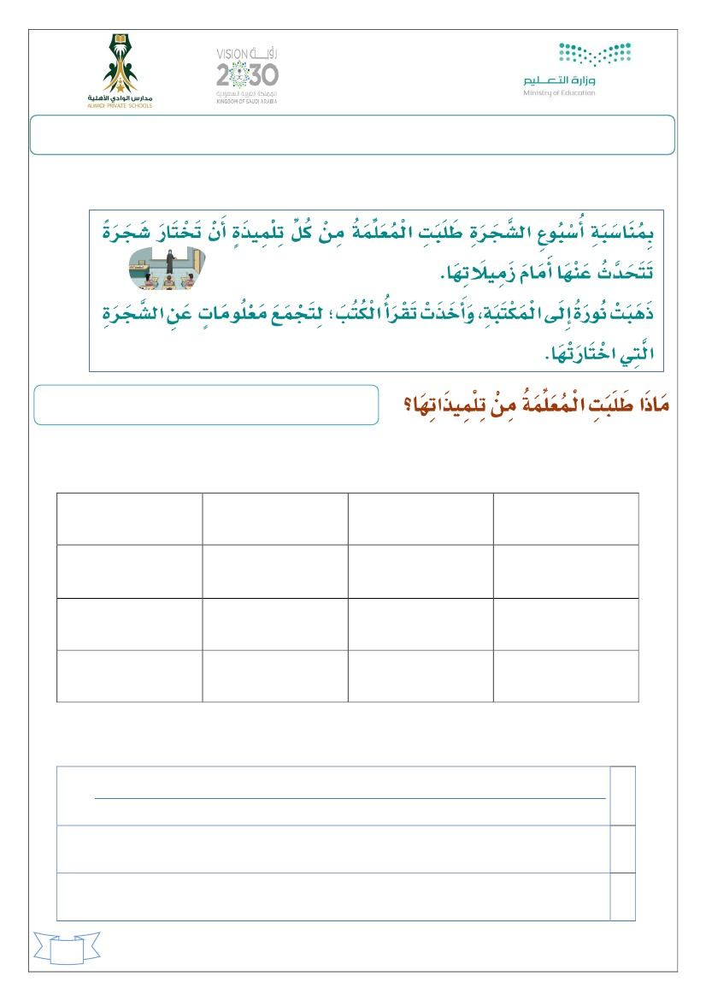 مدارس الوادي الأهلية
ALWADI PRIVATE SCHOOLS
VISION رؤية
2030
المملكة العربية السعودية
KINGDOM OF SAUDI ARABIA
وزارة التعليم
Ministry of Education
بِمُنَاسَبَةِ أُسْبُوعِ الشَّجَرَةِ طَلَبَتِ الْمُعَلِّمَةُ مِنْ كُلِّ تِلْمِيذَةٍ أَنْ تَخْتَارَ شَجَرَةً
تَتَحَدَّثُ عَنْهَا أَمَامَ زَمِيلَاتِهَا.
ذَهَبَتْ نُورَةُ إِلَى الْمَكْتَبَةِ، وَأَخَذَتْ تَقْرَأُ الْكُتُبَ؛ لِتَجْمَعَ مَعْلُومَاتٍ عَنِ الشَّجَرَةِ
الَّتِي اخْتَارَتْهَا.
مَاذَا طَلَبَتِ الْمُعَلِّمَةُ مِنْ تِلْمِيذَاتِهَا؟